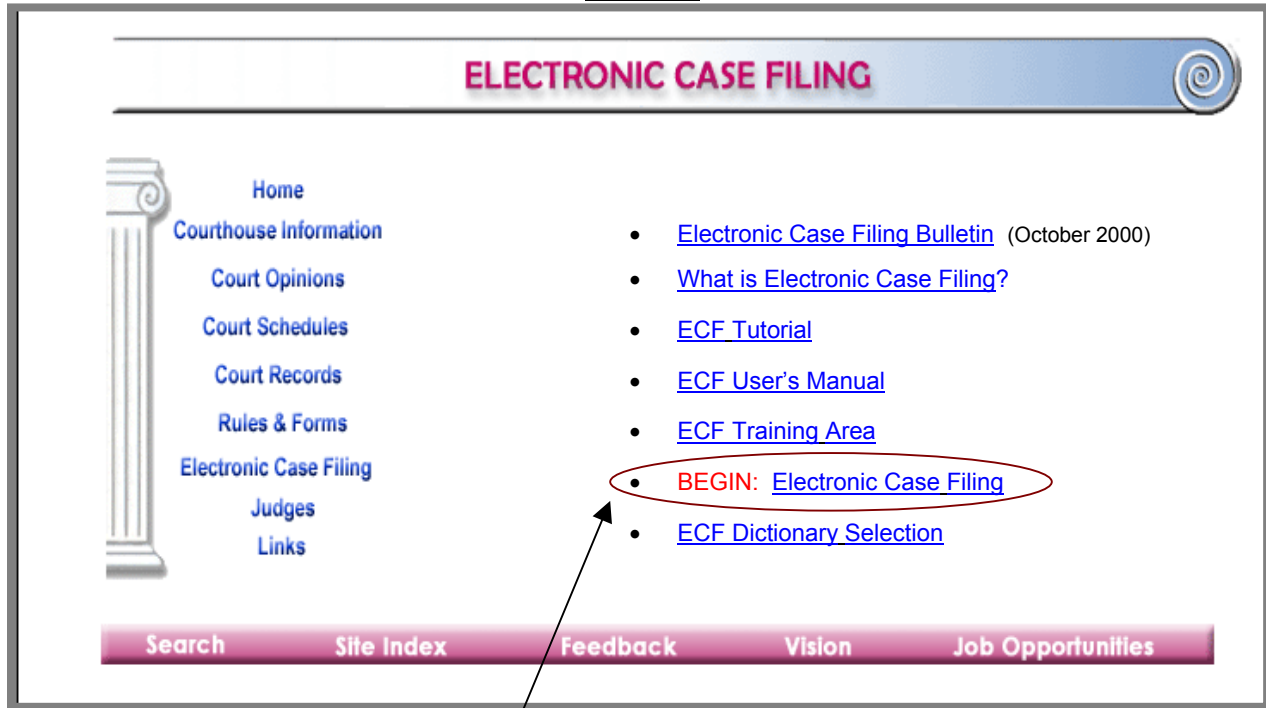 ELECTRONIC CASE FILING
Home
Courthouse Information
Court Opinions
Court Schedules
Court Records
Rules & Forms
Electronic Case Filing
Judges
Links
• Electronic Case Filing Bulletin (October 2000)
• What is Electronic Case Filing?
• ECF Tutorial
• ECF User’s Manual
• ECF Training Area
• BEGIN: Electronic Case Filing
• ECF Dictionary Selection
Search Site Index Feedback Vision Job Opportunities